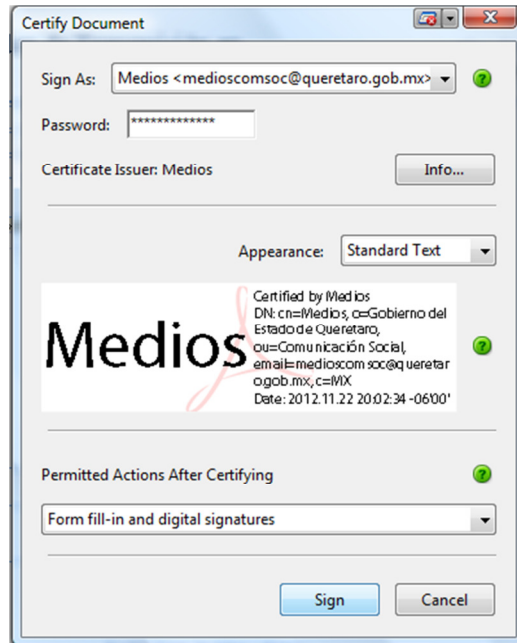 Certify Document
Sign As: Medios <medioscomsoc@queretaro.gob.mx>
Password: *************
Certificate Issuer: Medios
Info...
Appearance: Standard Text
Medios
Certified by Medios
DN: cn=Medios, o=Gobierno del
Estado de Queretaro,
ou=Comunicación Social,
email=medioscomsoc@queretar
o.gob.mx, c=MX
Date: 2012.11.22 20:02:34 -06'00'
Permitted Actions After Certifying
Form fill-in and digital signatures
Sign
Cancel